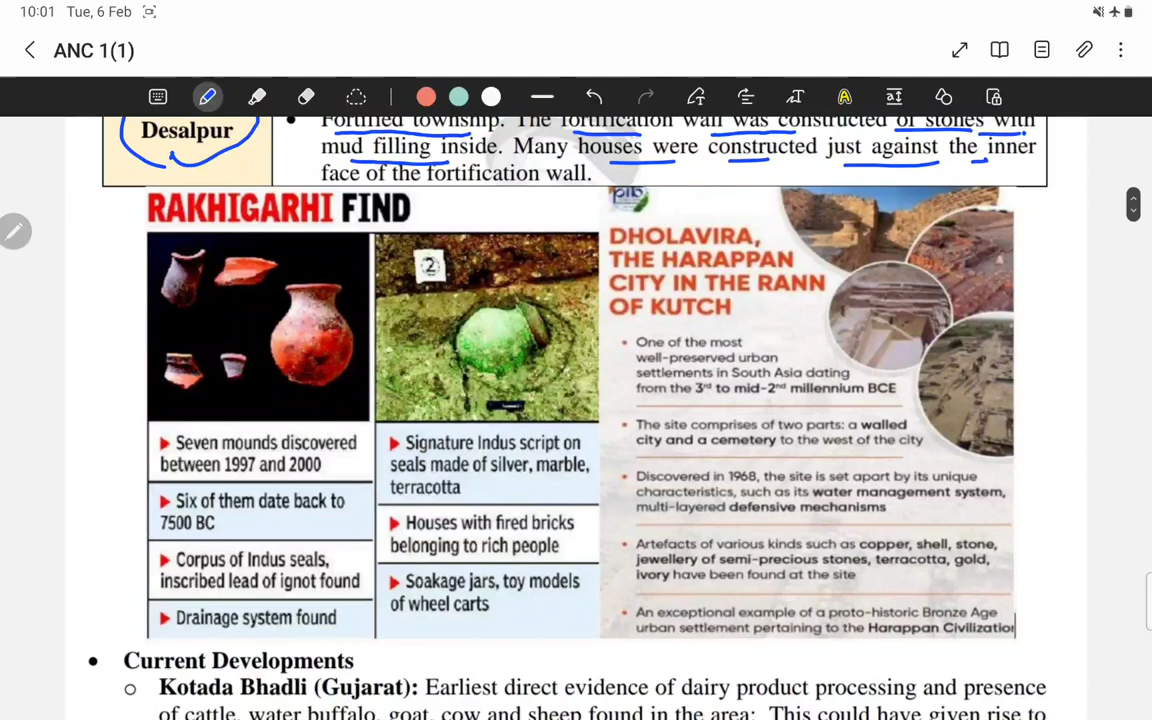 10:01 Tue, 6 Feb
ANC 1(1)
Desalpur
• Fortified township. The fortification wall was constructed of stones with
mud filling inside. Many houses were constructed just against the inner
face of the fortification wall.
RAKHIGARHI FIND
②
Seven mounds discovered
between 1997 and 2000
Six of them date back to
7500 BC
Corpus of Indus seals,
inscribed lead of ignot found
Drainage system found
Signature Indus script on
seals made of silver, marble,
terracotta
Houses with fired bricks
belonging to rich people
Soakage jars, toy models
of wheel carts
DHOLAVIRA,
THE HARAPPAN
CITY IN THE RANN
OF KUTCH
• One of the most
well-preserved urban
settlements in South Asia dating
from the 3rd to mid-2nd millennium BCE
• The site comprises of two parts: a walled
city and a cemetery to the west of the city
• Discovered in 1968, the site is set apart by its unique
characteristics, such as its water management system,
multi-layered defensive mechanisms
• Artefacts of various kinds such as copper, shell, stone,
jewellery of semi-precious stones, terracotta, gold,
ivory have been found at the site
• An exceptional example of a proto-historic Bronze Age
urban settlement pertaining to the Harappan Civilization
• Current Developments
o Kotada Bhadli (Gujarat): Earliest direct evidence of dairy product processing and presence
of cattle, water buffalo, goat, cow and sheep found in the area; This could have given rise to